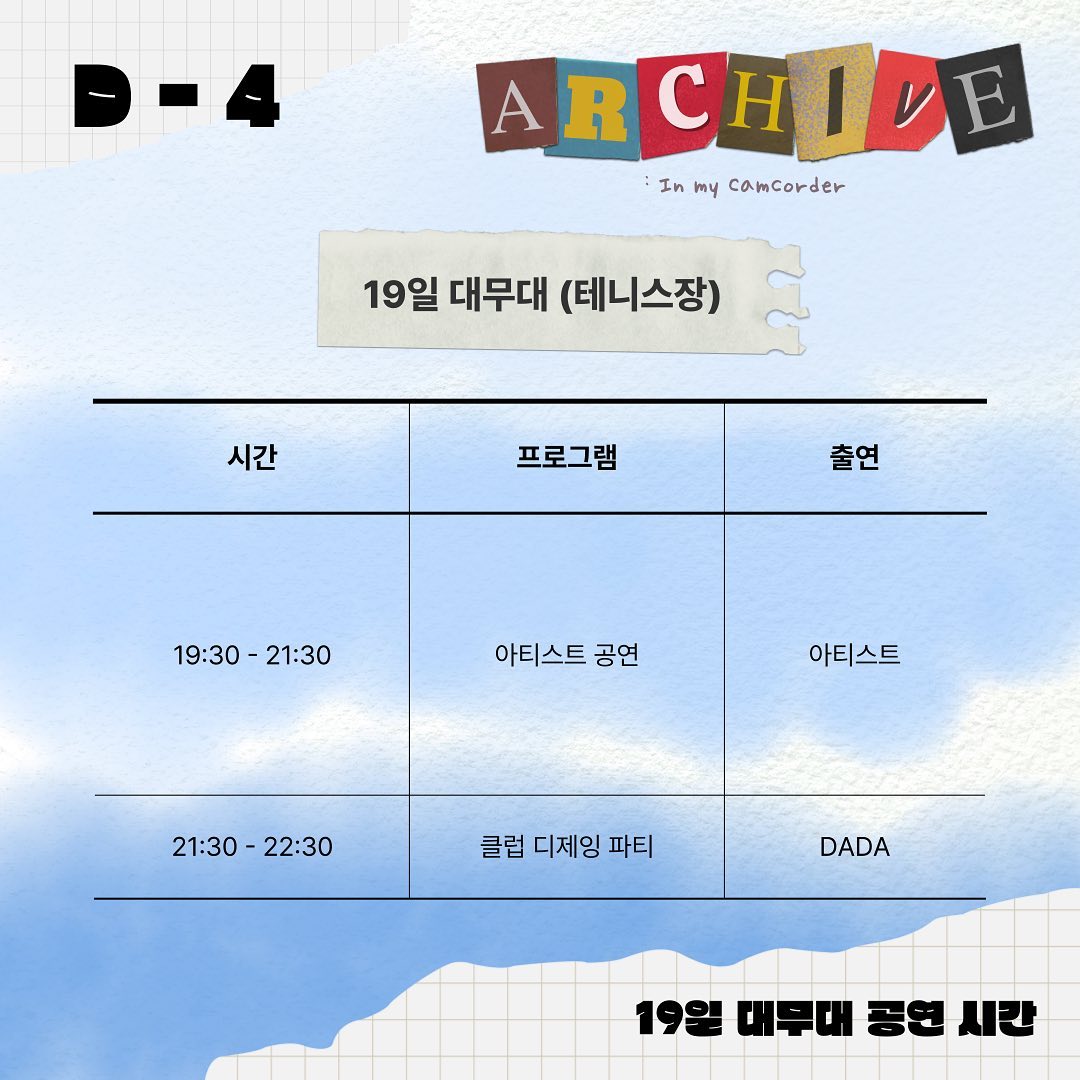 D - 4
ARCHIVE
: In my camcorder
19일 대무대 (테니스장)
시간 프로그램 출연
19:30 - 21:30 아티스트 공연 아티스트
21:30 - 22:30 클럽 디제잉 파티 DADA
19일 대무대 공연 시간